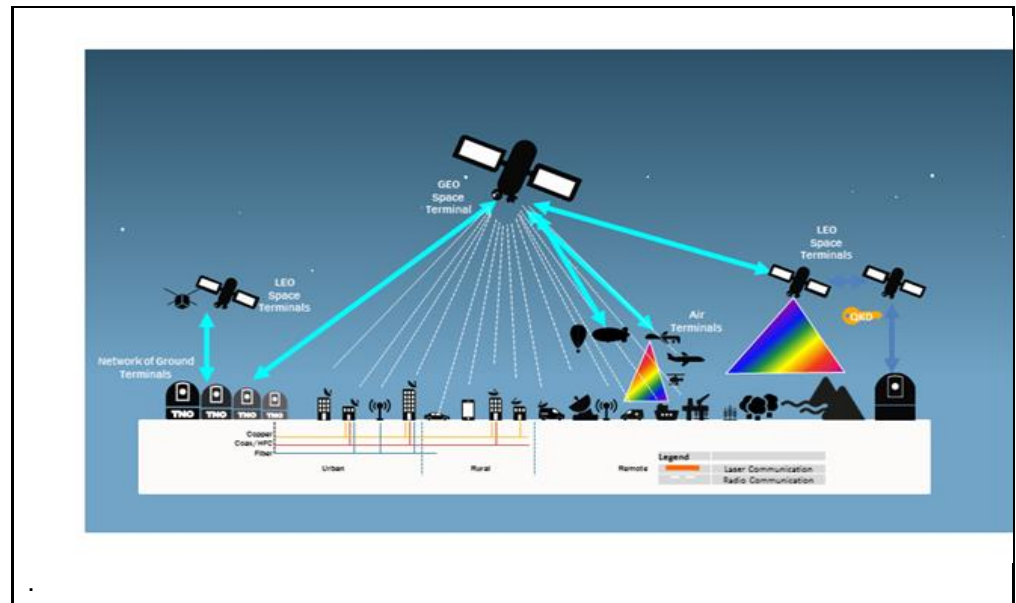 GEO
Space
Terminal
LEO
Space
Terminals
LEO
Space
Terminals
QKD
Air
Terminals
Network of Ground
Terminals
TNO TNO TNO TNO
Copper
Coax/HFC
Fiber
Urban
Rural
Remote
Legend
Laser Communication
Radio Communication
.